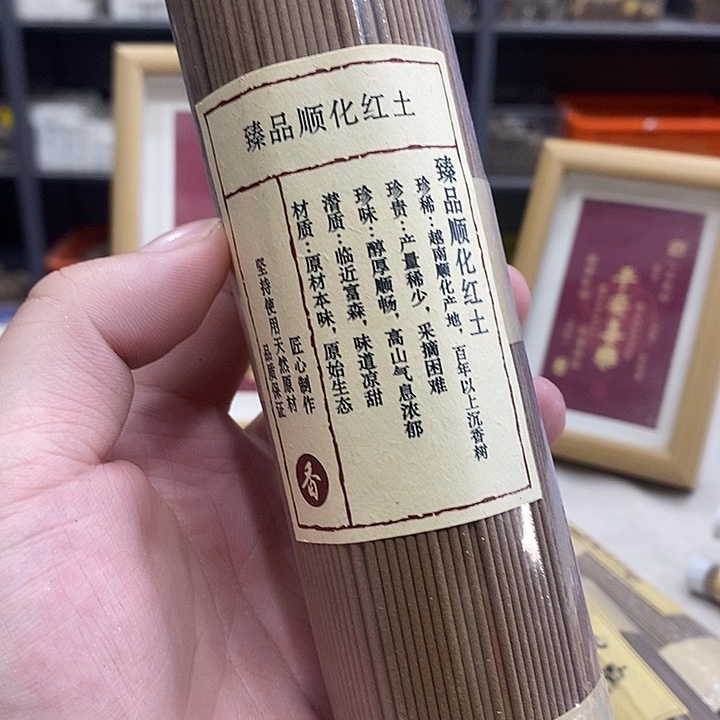 臻品顺化红土
臻品顺化红土
珍稀：越南顺化产地，百年以上沉香树
珍贵：产量稀少，采摘困难
珍味：醇厚顺畅，高山气息浓郁
潜质：临近富森，味道凉甜
材质：原材本味，原始生态
匠心制作
坚持使用天然原材
品质保证
香